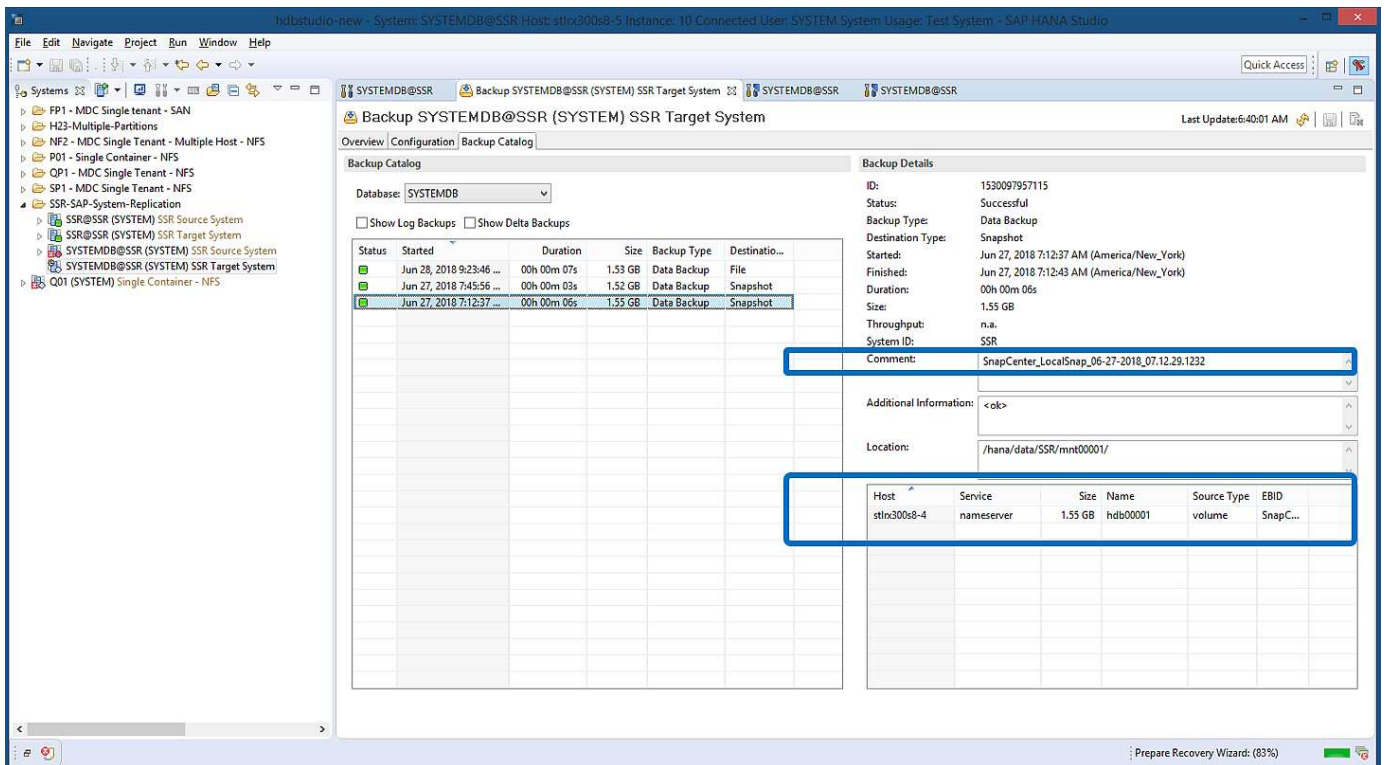 hdbstudio-new - System: SYSTEMDB@SSR Host: stlrx300s8-5 Instance: 10 Connected User: SYSTEM System Usage: Test System - SAP HANA Studio
File Edit Navigate Project Run Window Help
Quick Access
Systems
FP1 - MDC Single tenant - SAN
H23-Multiple-Partitions
NF2 - MDC Single Tenant - Multiple Host - NFS
P01 - Single Container - NFS
QP1 - MDC Single Tenant - NFS
SP1 - MDC Single Tenant - NFS
SSR-SAP-System-Replication
SSR@SSR (SYSTEM) SSR Source System
SSR@SSR (SYSTEM) SSR Target System
SYSTEMDB@SSR (SYSTEM) SSR Source System
SYSTEMDB@SSR (SYSTEM) SSR Target System
Q01 (SYSTEM) Single Container - NFS
SYSTEMDB@SSR Backup SYSTEMDB@SSR (SYSTEM) SSR Target System SYSTEMDB@SSR SYSTEMDB@SSR
Backup SYSTEMDB@SSR (SYSTEM) SSR Target System
Last Update:6:40:01 AM
Overview Configuration Backup Catalog
Backup Catalog
Database: SYSTEMDB
Show Log Backups Show Delta Backups
Status Started Duration Size Backup Type Destinatio...
Jun 28, 2018 9:23:46 ... 00h 00m 07s 1.53 GB Data Backup File
Jun 27, 2018 7:45:56 ... 00h 00m 03s 1.52 GB Data Backup Snapshot
Jun 27, 2018 7:12:37 ... 00h 00m 06s 1.55 GB Data Backup Snapshot
Backup Details
ID: 1530097957115
Status: Successful
Backup Type: Data Backup
Destination Type: Snapshot
Started: Jun 27, 2018 7:12:37 AM (America/New_York)
Finished: Jun 27, 2018 7:12:43 AM (America/New_York)
Duration: 00h 00m 06s
Size: 1.55 GB
Throughput: n.a.
System ID: SSR
Comment: SnapCenter_LocalSnap_06-27-2018_07.12.29.1232
Additional Information: <ok>
Location: /hana/data/SSR/mnt00001/
Host Service Size Name Source Type EBID
stlrx300s8-4 nameserver 1.55 GB hdb00001 volume SnapC...
Prepare Recovery Wizard: (83%)